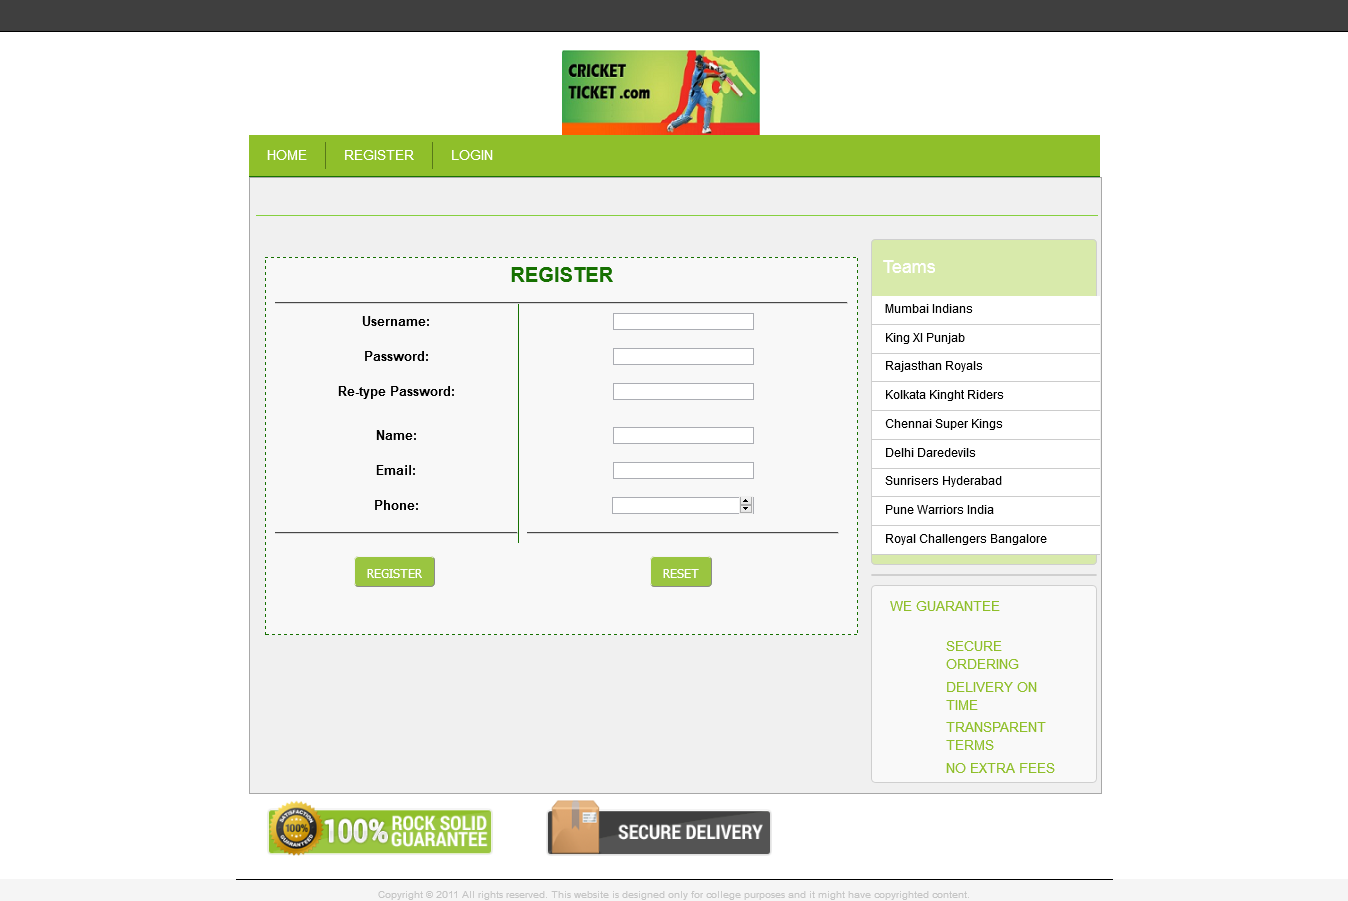 CRICKET
TICKET .com
HOME REGISTER LOGIN
REGISTER
Username:
Password:
Re-type Password:
Name:
Email:
Phone:
REGISTER RESET
Teams
Mumbai Indians
King XI Punjab
Rajasthan Royals
Kolkata Kinght Riders
Chennai Super Kings
Delhi Daredevils
Sunrisers Hyderabad
Pune Warriors India
Royal Challengers Bangalore
WE GUARANTEE
SECURE
ORDERING
DELIVERY ON
TIME
TRANSPARENT
TERMS
NO EXTRA FEES
SATISFACTION
100%
GUARANTEED
100% ROCK SOLID
GUARANTEE
SECURE DELIVERY
Copyright © 2011 All rights reserved. This website is designed only for college purposes and it might have copyrighted content.